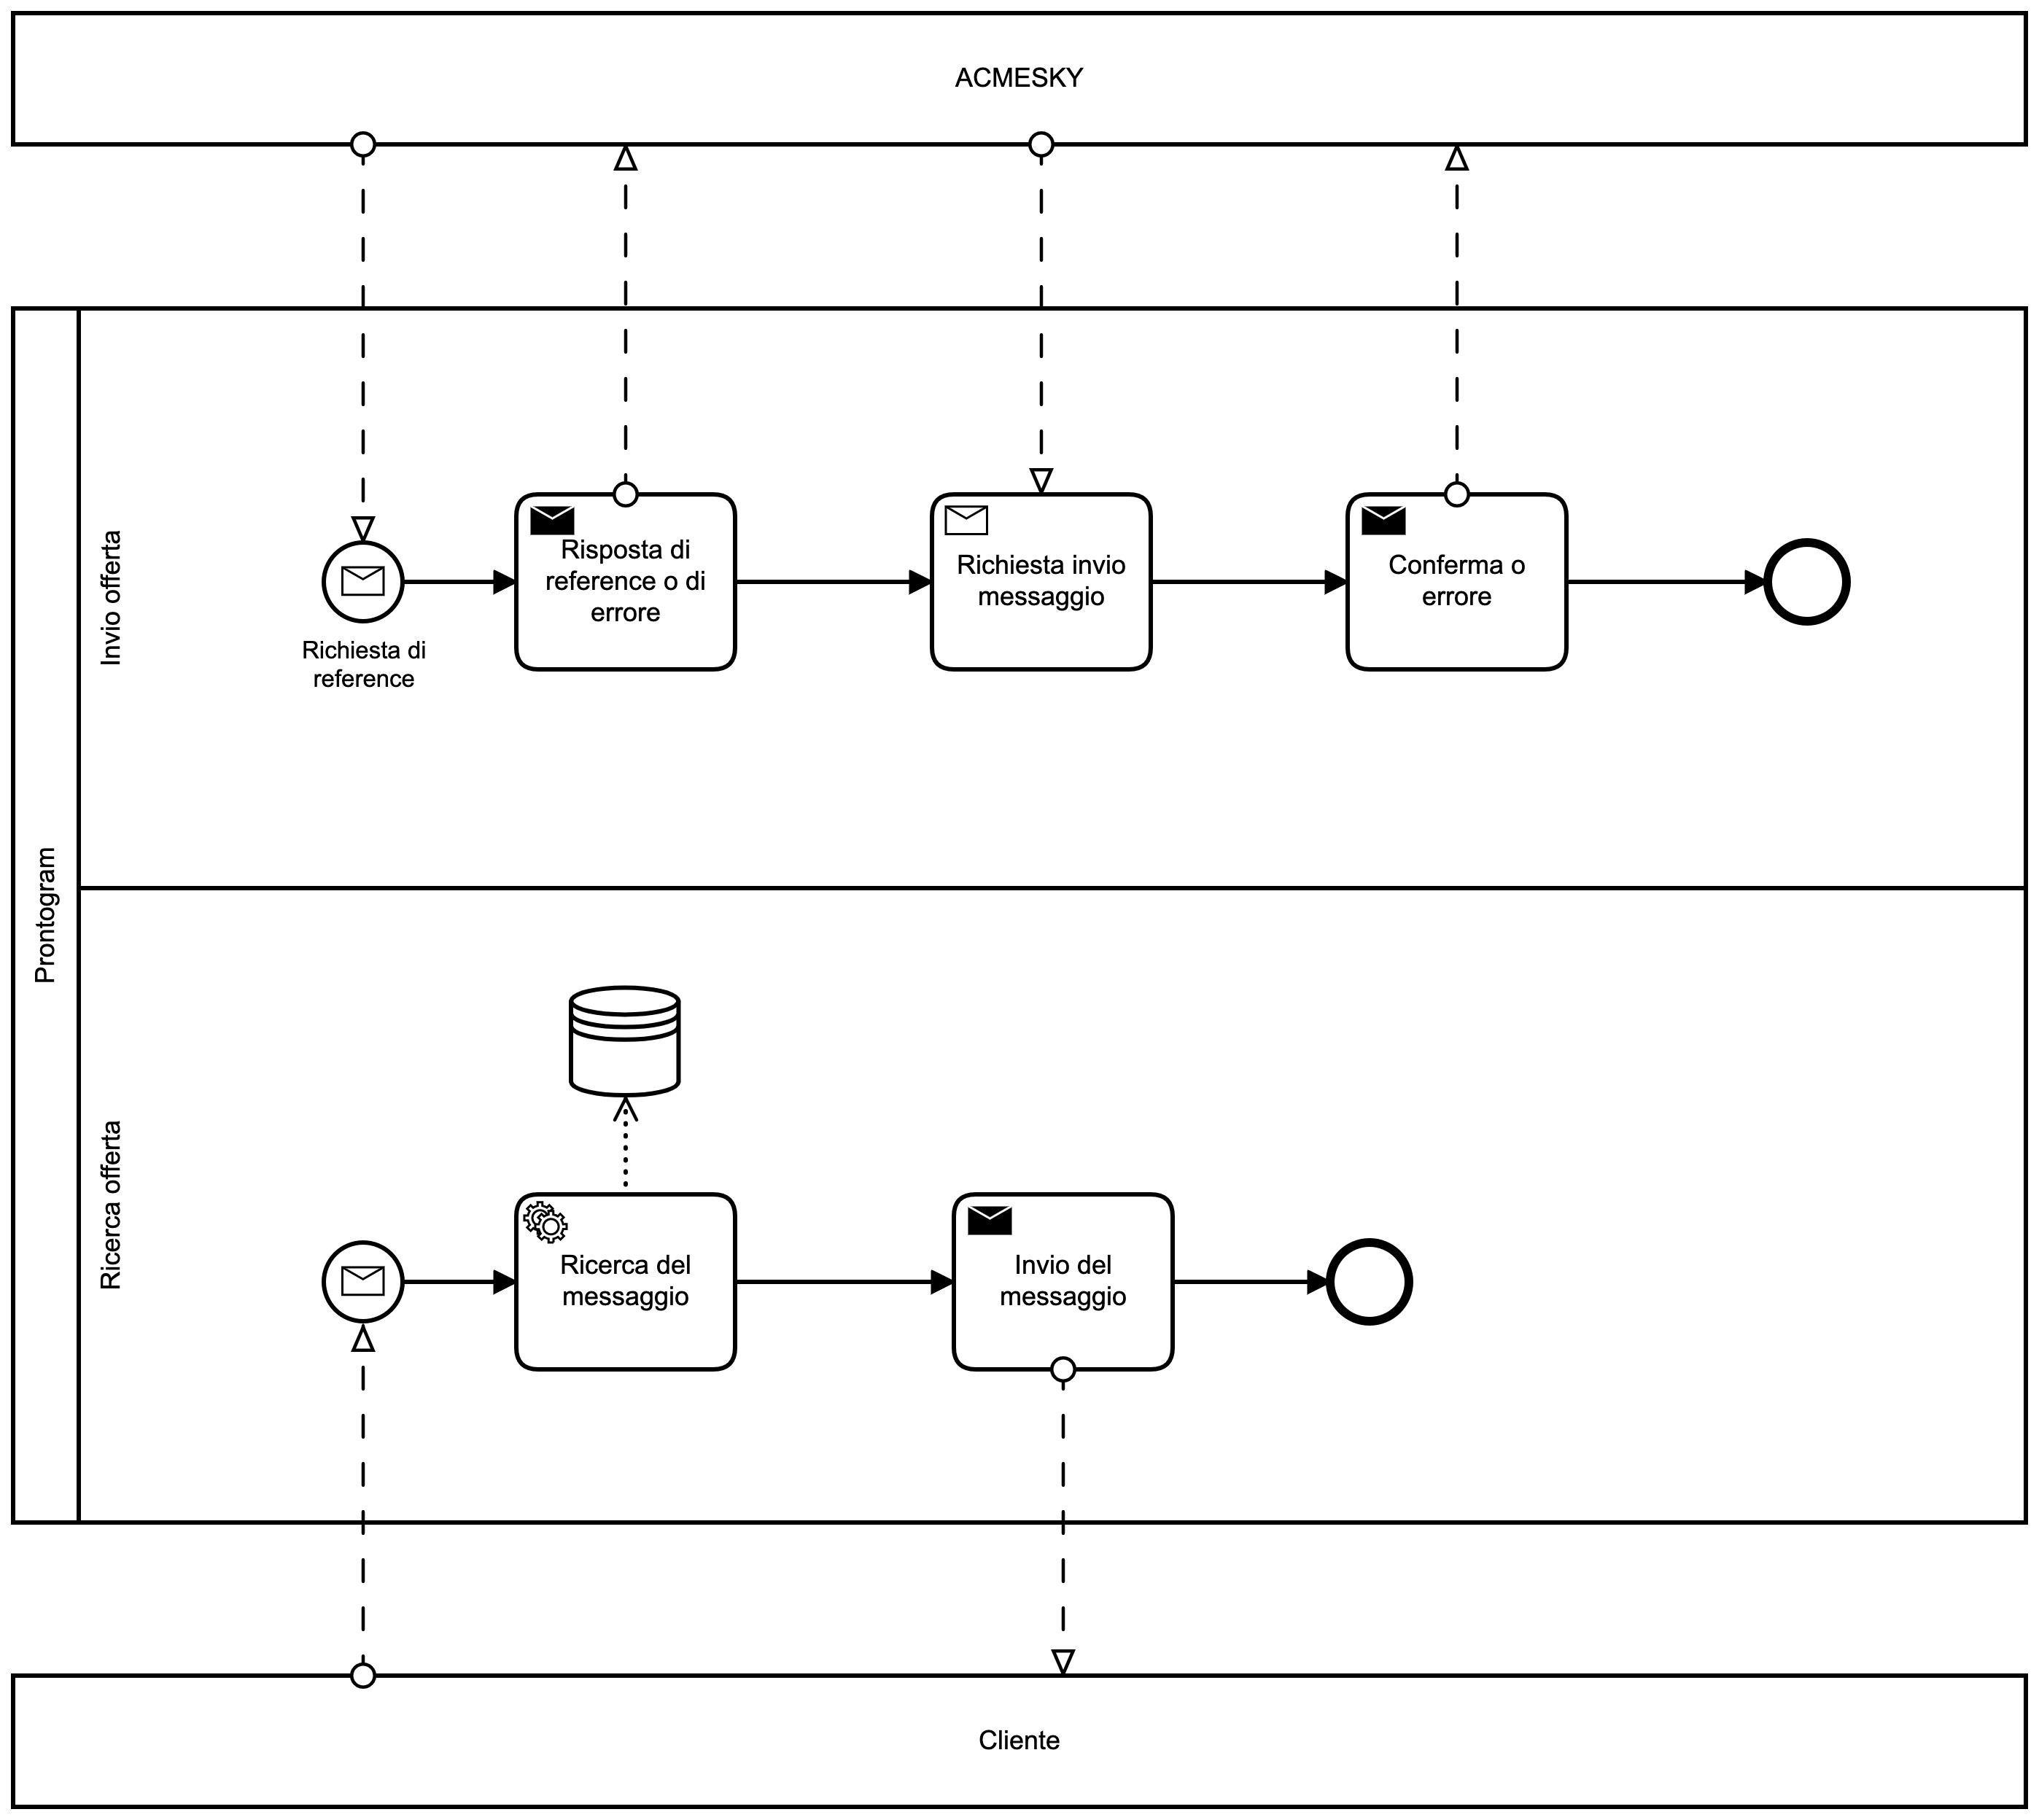 ACMESKY
Prontogram
Invio offerta
Richiesta di
reference
Risposta di
reference o di
errore
Richiesta invio
messaggio
Conferma o
errore
Ricerca offerta
Ricerca del
messaggio
Invio del
messaggio
Cliente